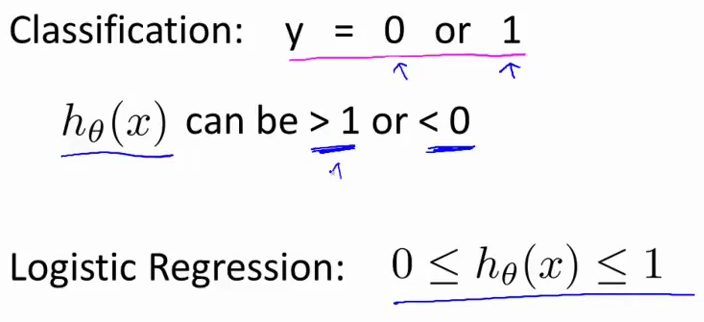 Classification: y = 0 or 1
hθ(x) can be > 1 or < 0
Logistic Regression: 0 ≤ hθ(x) ≤ 1